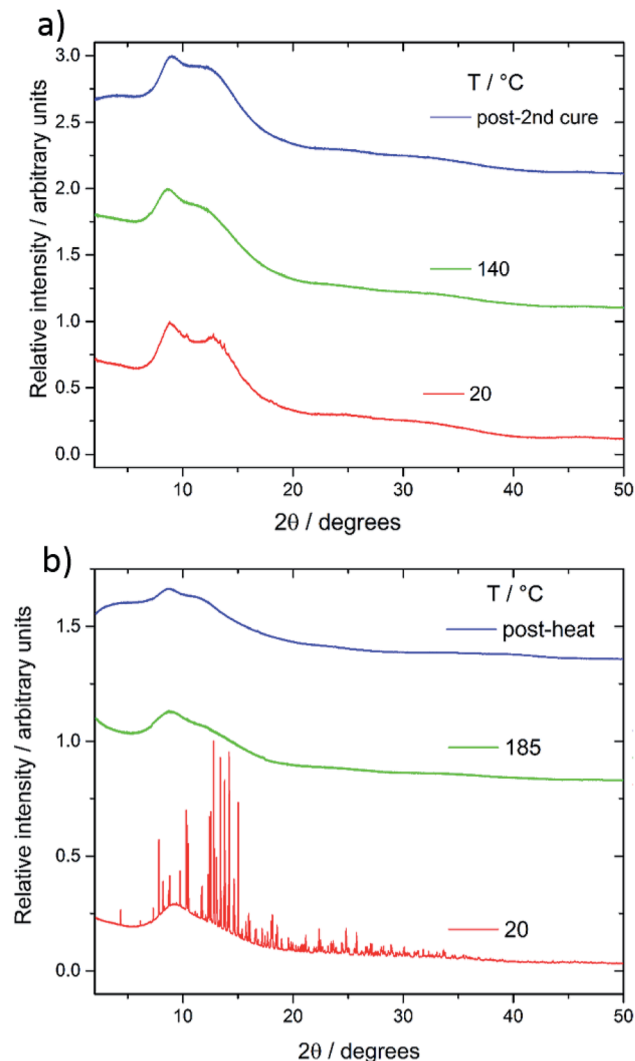 a)
3.0
2.5
2.0
1.5
1.0
0.5
0.0
Relative intensity / arbitrary units
T / °C
post-2nd cure
140
20
10 20 30 40 50
2θ / degrees
b)
1.5
1.0
0.5
0.0
Relative intensity / arbitrary units
T / °C
post-heat
185
20
10 20 30 40 50
2θ / degrees